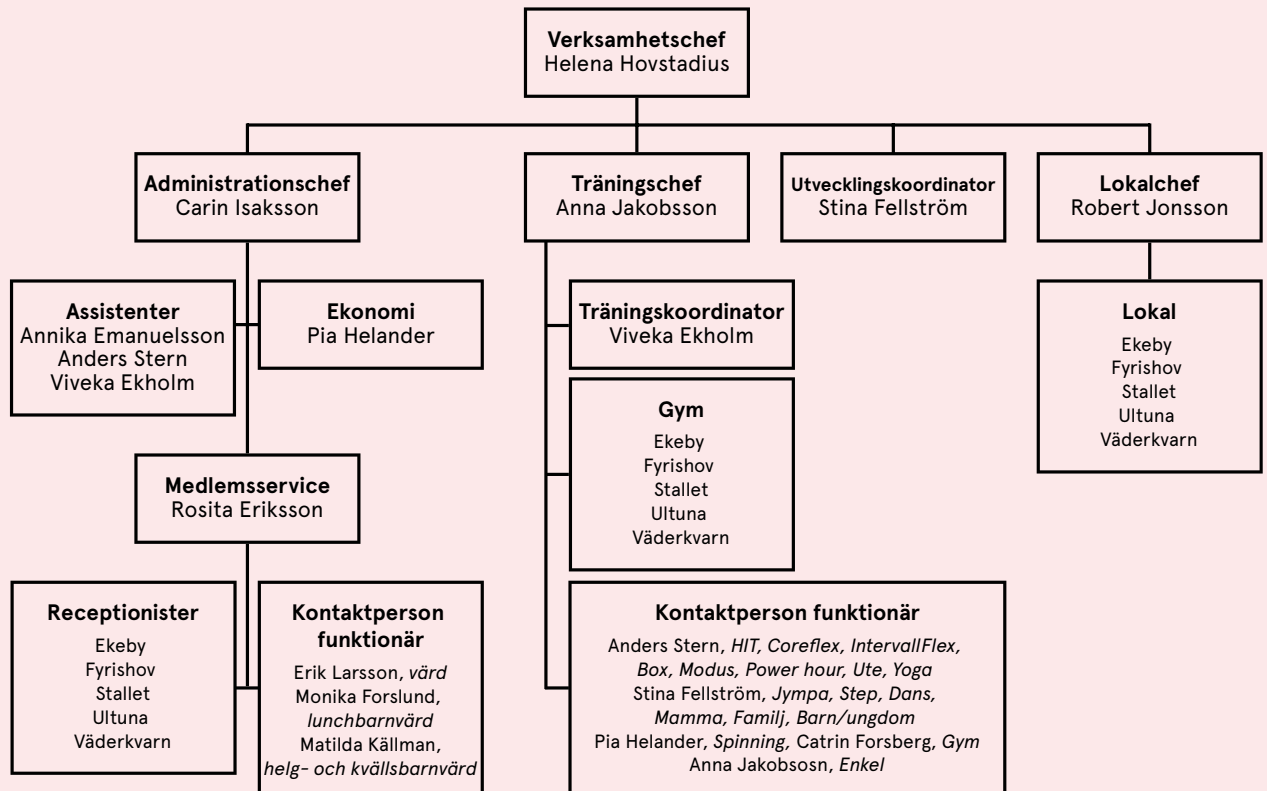 Verksamhetschef
Helena Hovstadius
Administrationschef
Carin Isaksson
Träningschef
Anna Jakobsson
Utvecklingskoordinator
Stina Fellström
Lokalchef
Robert Jonsson
Assistenter
Annika Emanuelsson
Anders Stern
Viveka Ekholm
Ekonomi
Pia Helander
Träningskoordinator
Viveka Ekholm
Lokal
Ekeby
Fyrishov
Stallet
Ultuna
Väderkvarn
Gym
Ekeby
Fyrishov
Stallet
Ultuna
Väderkvarn
Medlemsservice
Rosita Eriksson
Receptionister
Ekeby
Fyrishov
Stallet
Ultuna
Väderkvarn
Kontaktperson
funktionär
Erik Larsson, värd
Monika Forslund,
lunchbarnvärd
Matilda Källman,
helg- och kvällsbarnvärd
Kontaktperson funktionär
Anders Stern, HIT, Coreflex, IntervallFlex,
Box, Modus, Power hour, Ute, Yoga
Stina Fellström, Jympa, Step, Dans,
Mamma, Familj, Barn/ungdom
Pia Helander, Spinning, Catrin Forsberg, Gym
Anna Jakobsosn, Enkel